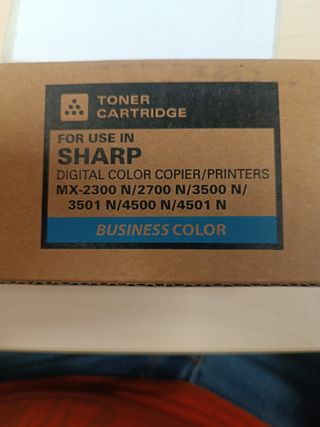 TONER
CARTRIDGE
FOR USE IN
SHARP
DIGITAL COLOR COPIER/PRINTERS
MX-2300 N/2700 N/3500 N/
3501 N/4500 N/4501 N
BUSINESS COLOR